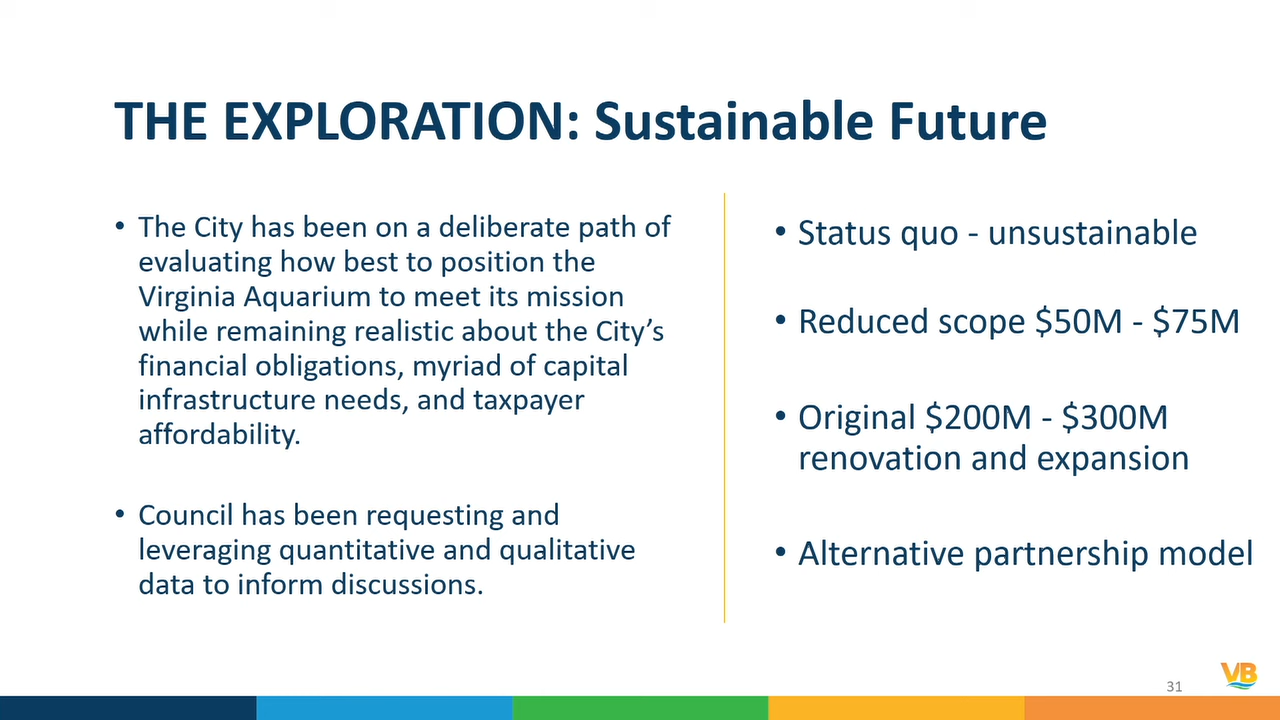 THE EXPLORATION: Sustainable Future
• The City has been on a deliberate path of
evaluating how best to position the
Virginia Aquarium to meet its mission
while remaining realistic about the City’s
financial obligations, myriad of capital
infrastructure needs, and taxpayer
affordability.
• Council has been requesting and
leveraging quantitative and qualitative
data to inform discussions.
• Status quo - unsustainable
• Reduced scope $50M - $75M
• Original $200M - $300M
renovation and expansion
• Alternative partnership model
31
VB